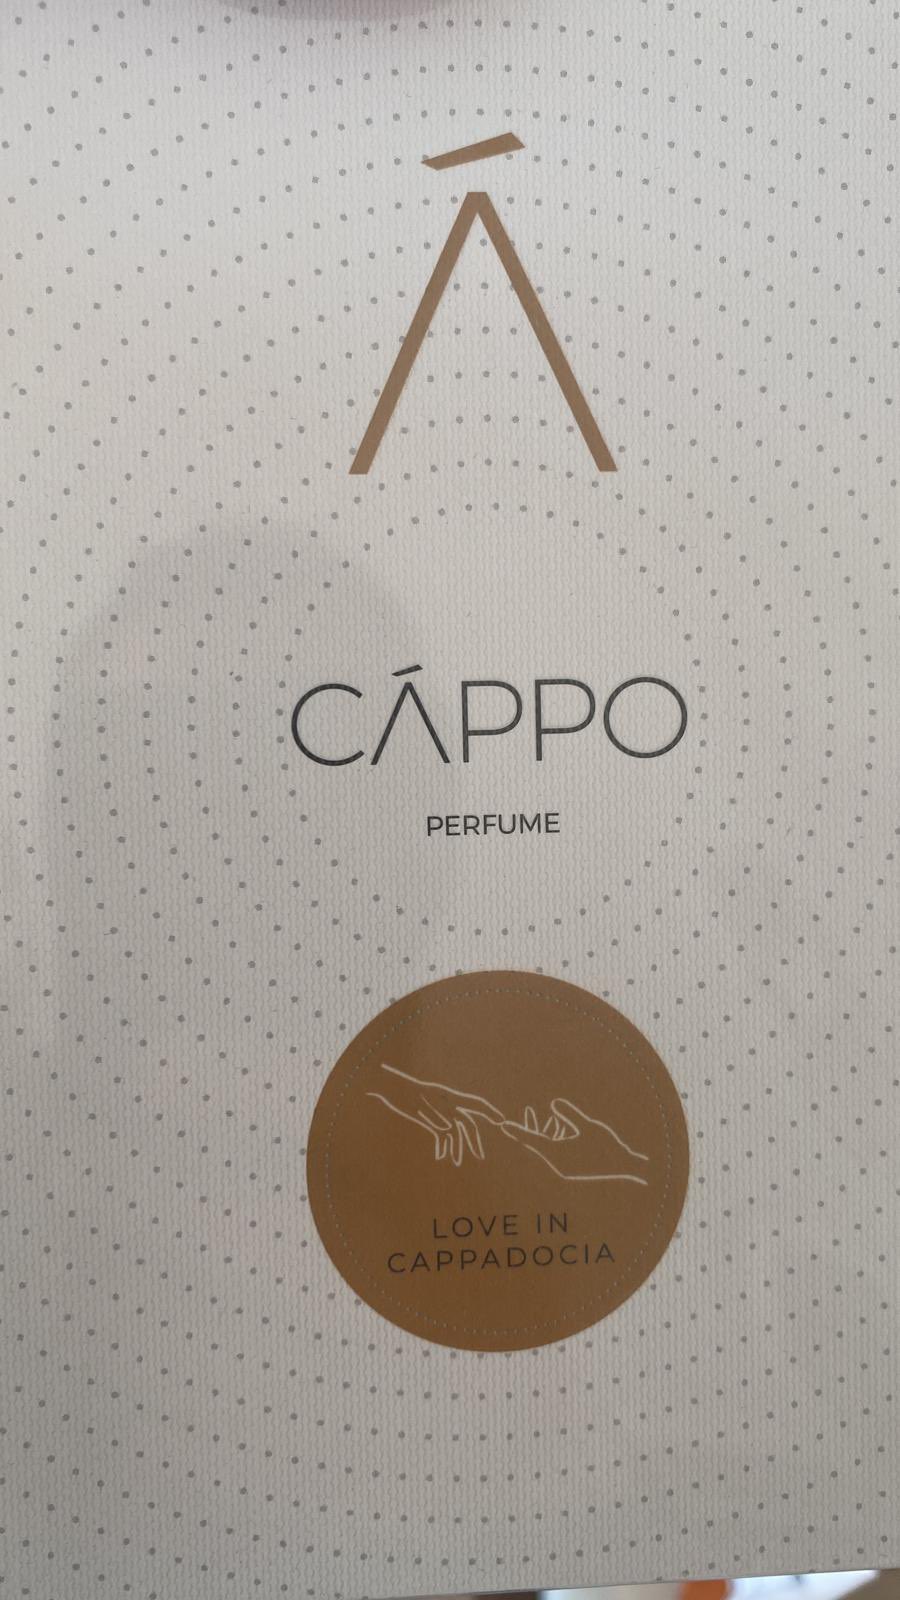 Á
CÁPPO
PERFUME
LOVE IN
CAPPADOCIA